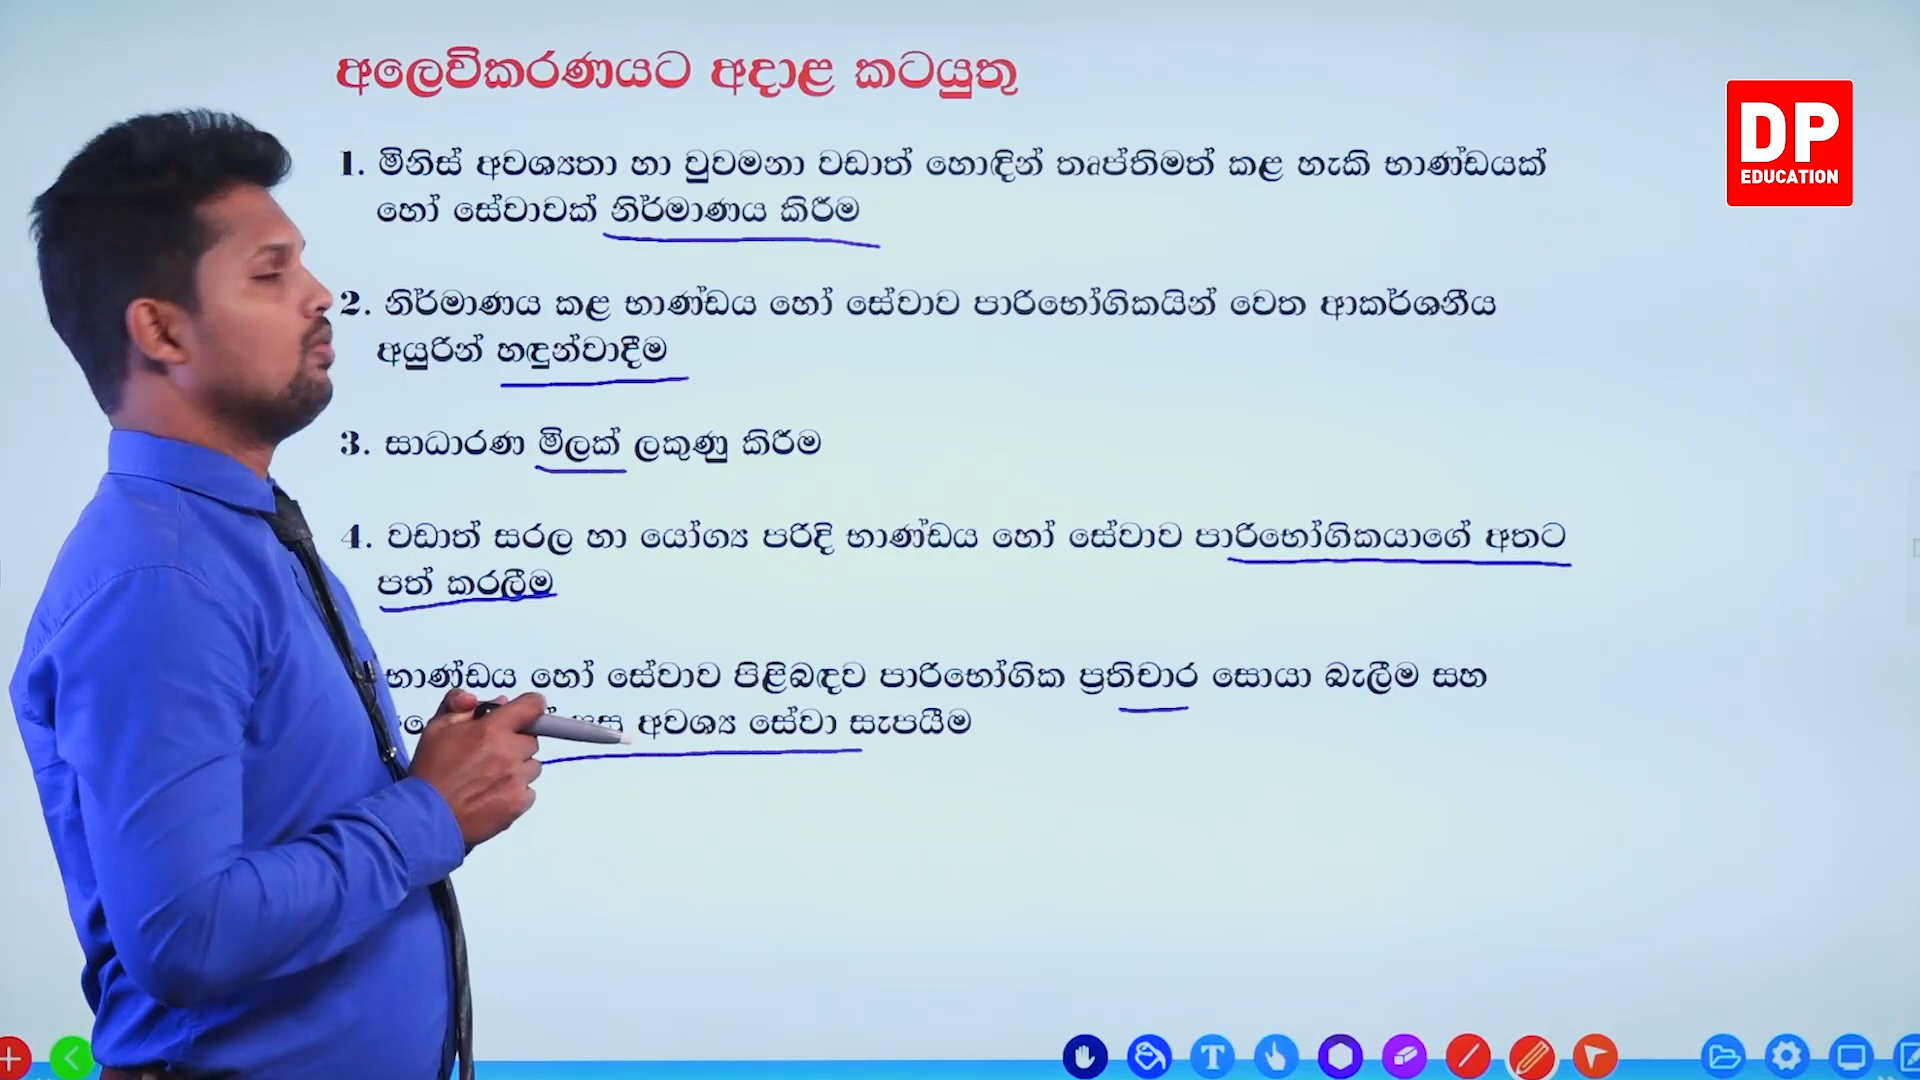 අලෙවිකරණයට අදාළ කටයුතු
DP
EDUCATION
1. මිනිස් අවශ්‍යතා හා වුවමනා වඩාත් හොඳින් තෘප්තිමත් කළ හැකි භාණ්ඩයක්
හෝ සේවාවක් නිර්මාණය කිරීම
2. නිර්මාණය කළ භාණ්ඩය හෝ සේවාව පාරිභෝගිකයින් වෙත ආකර්ශනීය
අයුරින් හඳුන්වාදීම
3. සාධාරණ මිලක් ලකුණු කිරීම
4. වඩාත් සරල හා යෝග්‍ය පරිදි භාණ්ඩය හෝ සේවාව පාරිභෝගිකයාගේ අතට
පත් කරලීම
භාණ්ඩය හෝ සේවාව පිළිබඳව පාරිභෝගික ප්‍රතිචාර සොයා බැලීම සහ
අවශ්‍ය සේවා සැපයීම